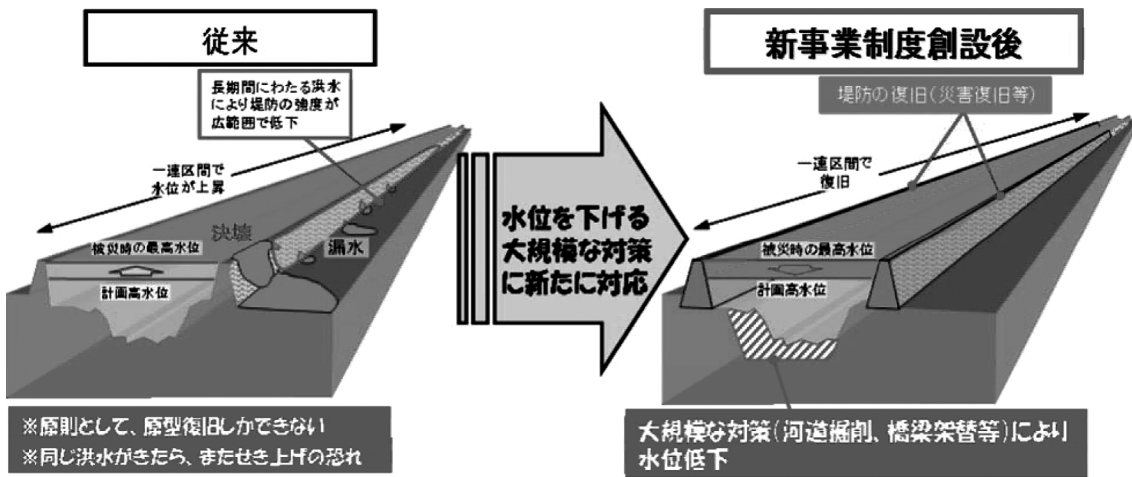 従来
長期間にわたる洪水
により堤防の強度が
広範囲で低下
一連区間で
水位が上昇
被災時の最高水位
決壊
漏水
計画高水位
※原則として、原型復旧しかできない
※同じ洪水がきたら、またせき上げの恐れ
水位を下げる
大規模な対策
に新たに対応
新事業制度創設後
堤防の復旧(災害復旧等)
一連区間で
復旧
被災時の最高水位
計画高水位
大規模な対策(河道掘削、橋梁架替等)により
水位低下